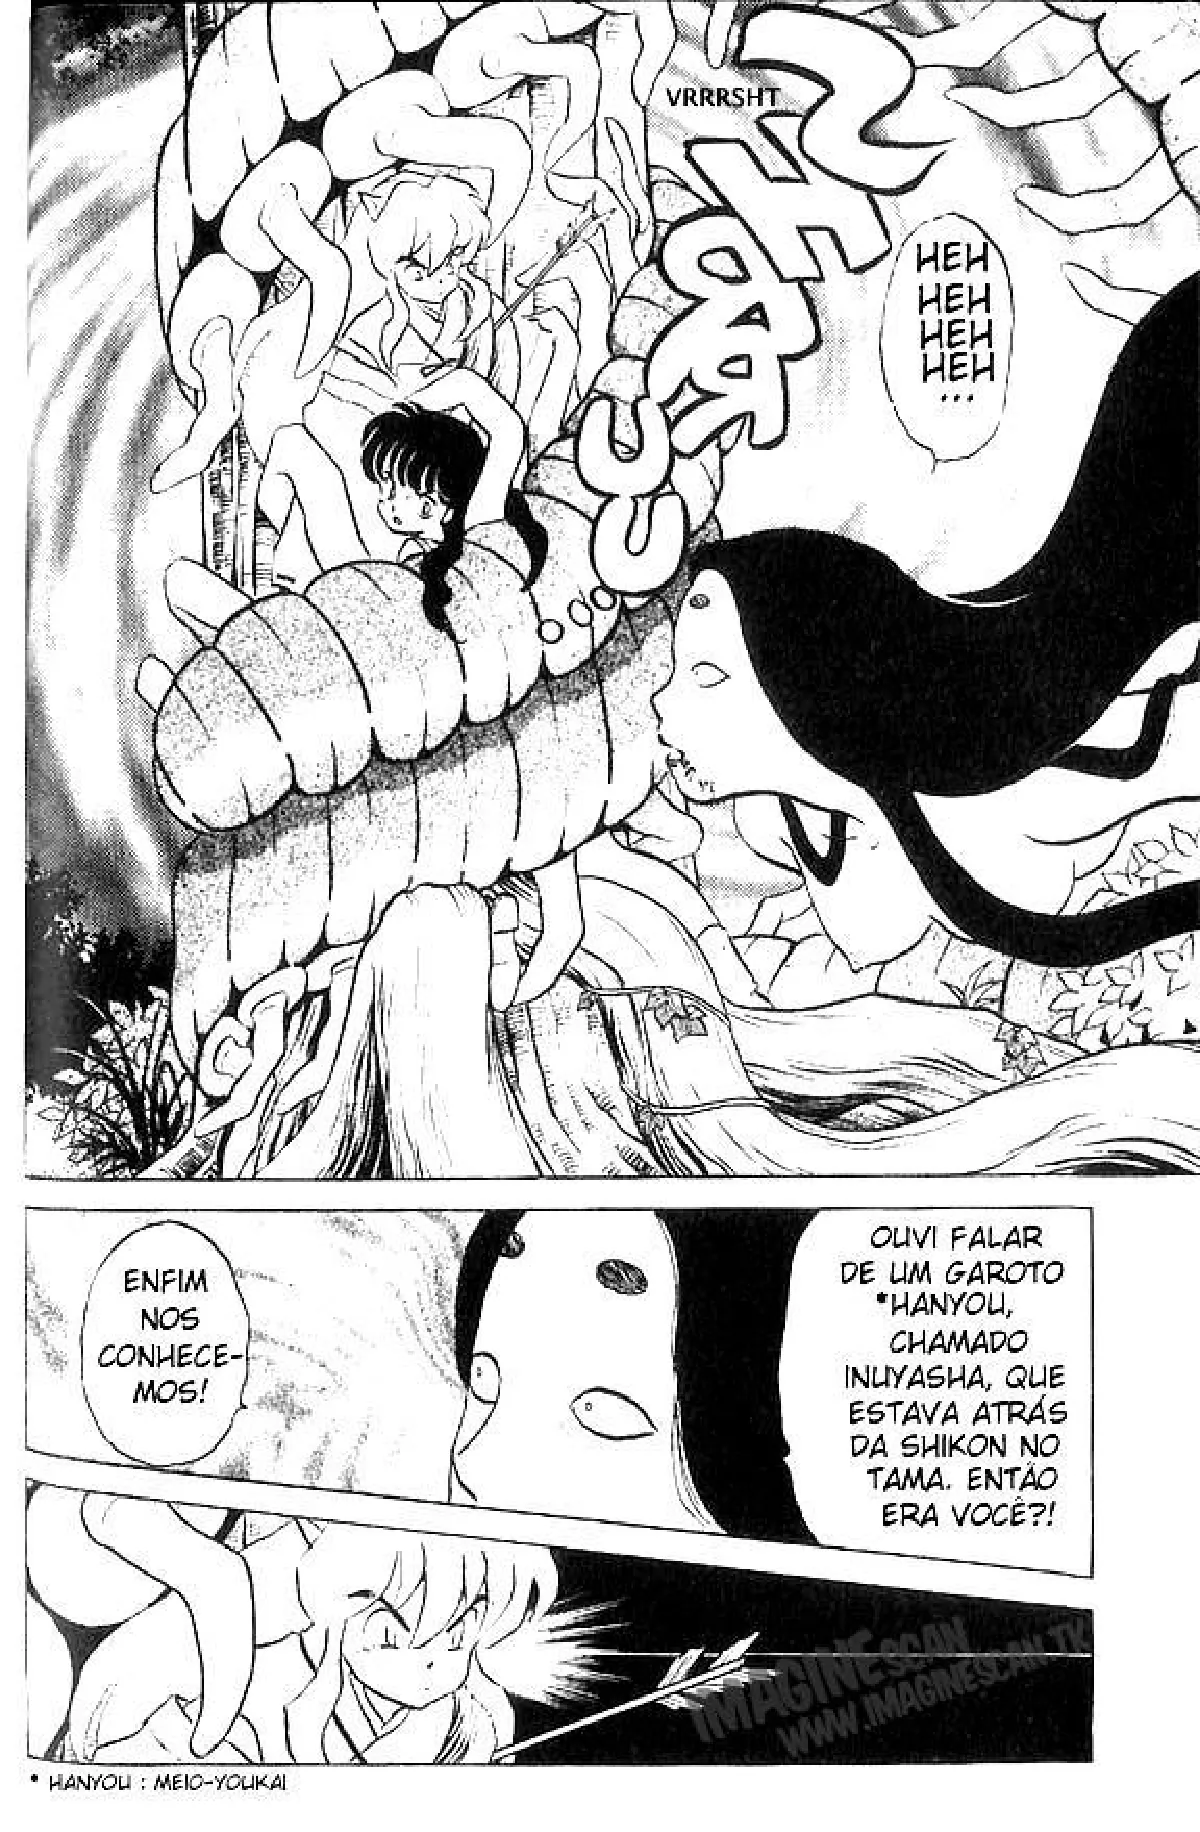 VRRRSHT
ZHRRUU...
HEH
HEH
HEH
HEH
...
OUVI FALAR
DE UM GAROTO
*HANYOU,
CHAMADO
INUYASHA, QUE
ESTAVA ATRÁS
DA SHIKON NO
TAMA. ENTÃO
ERA VOCÊ?!
ENFIM
NOS
CONHECE-
MOS!
IMAGINESCAN
WWW.IMAGINESCAN.TK
* HANYOU : MEIO-YOUKAI